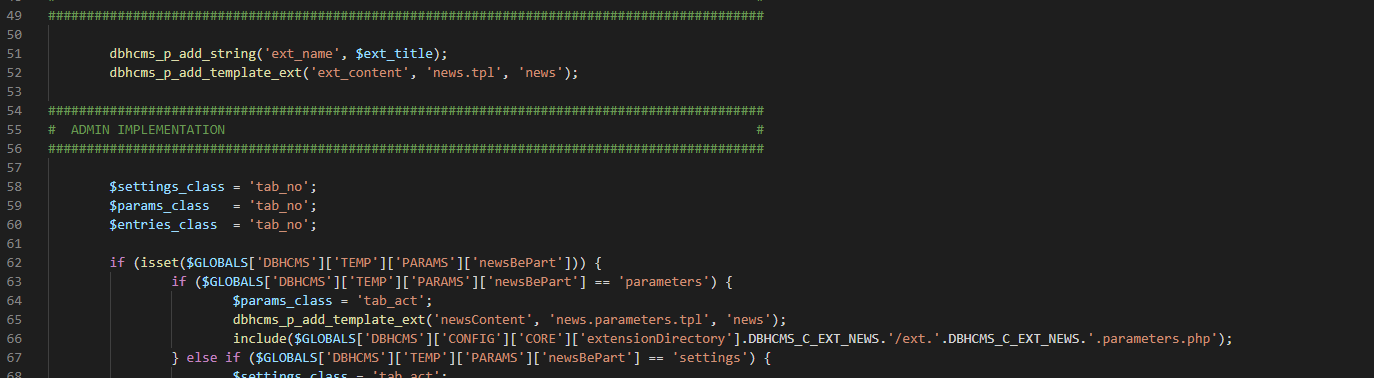 49 #############################################################################################
50
51 dbhcms_p_add_string('ext_name', $ext_title);
52 dbhcms_p_add_template_ext('ext_content', 'news.tpl', 'news');
53
54 #############################################################################################
55 #  ADMIN IMPLEMENTATION                                                                     #
56 #############################################################################################
57
58 $settings_class = 'tab_no';
59 $params_class   = 'tab_no';
60 $entries_class  = 'tab_no';
61
62 if (isset($GLOBALS['DBHCMS']['TEMP']['PARAMS']['newsBePart'])) {
63 if ($GLOBALS['DBHCMS']['TEMP']['PARAMS']['newsBePart'] == 'parameters') {
64 $params_class = 'tab_act';
65 dbhcms_p_add_template_ext('newsContent', 'news.parameters.tpl', 'news');
66 include($GLOBALS['DBHCMS']['CONFIG']['CORE']['extensionDirectory'].DBHCMS_C_EXT_NEWS.'/ext.'.DBHCMS_C_EXT_NEWS.'.parameters.php');
67 } else if ($GLOBALS['DBHCMS']['TEMP']['PARAMS']['newsBePart'] == 'settings') {
68 $settings_class = 'tab_act';